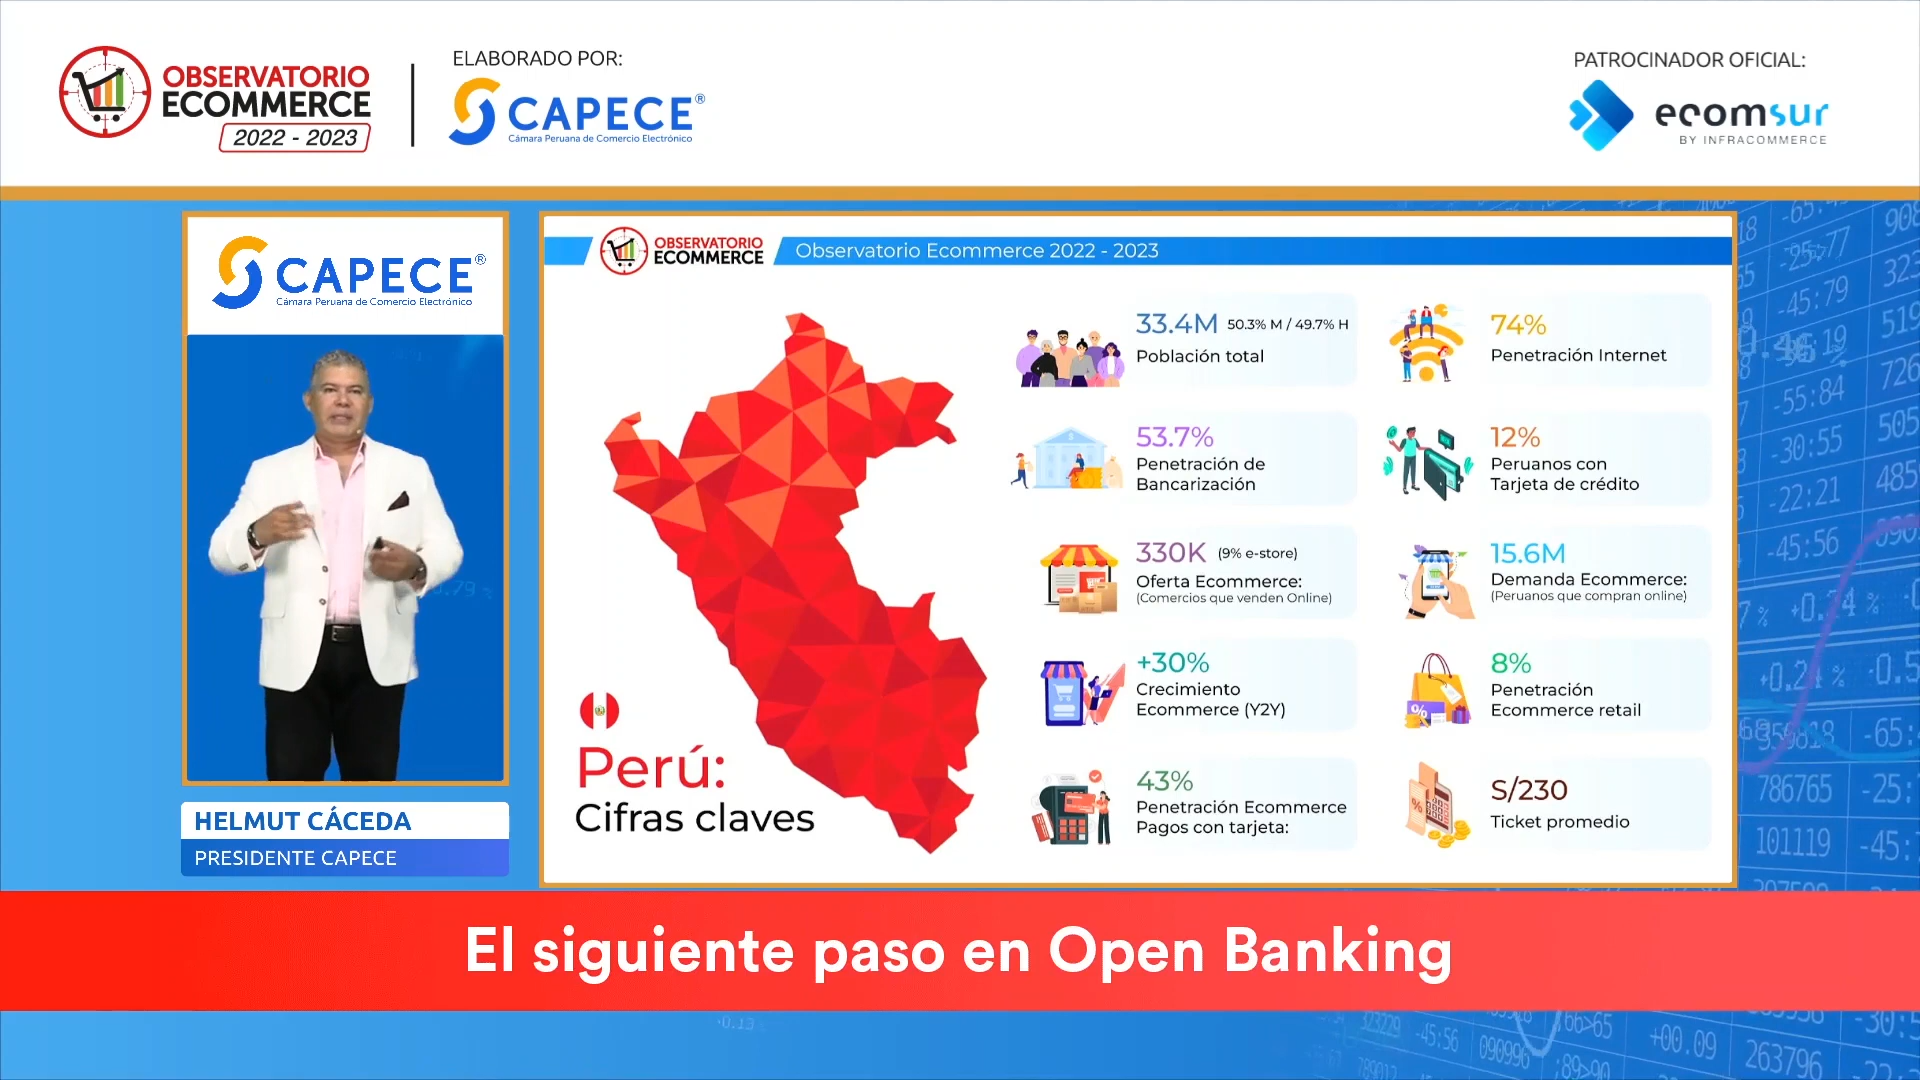 OBSERVATORIO
ECOMMERCE
2022 - 2023
ELABORADO POR:
CAPECE®
Cámara Peruana de Comercio Electrónico
PATROCINADOR OFICIAL:
ecomsur
BY INFRACOMMERCE
CAPECE®
Cámara Peruana de Comercio Electrónico
HELMUT CÁCEDA
PRESIDENTE CAPECE
OBSERVATORIO
ECOMMERCE
Observatorio Ecommerce 2022 - 2023
Perú:
Cifras claves
33.4M 50.3% M / 49.7% H
Población total
74%
Penetración Internet
53.7%
Penetración de
Bancarización
12%
Peruanos con
Tarjeta de crédito
330K (9% e-store)
Oferta Ecommerce:
(Comercios que venden Online)
15.6M
Demanda Ecommerce:
(Peruanos que compran online)
+30%
Crecimiento
Ecommerce (Y2Y)
8%
Penetración
Ecommerce retail
43%
Penetración Ecommerce
Pagos con tarjeta:
S/230
Ticket promedio
El siguiente paso en Open Banking